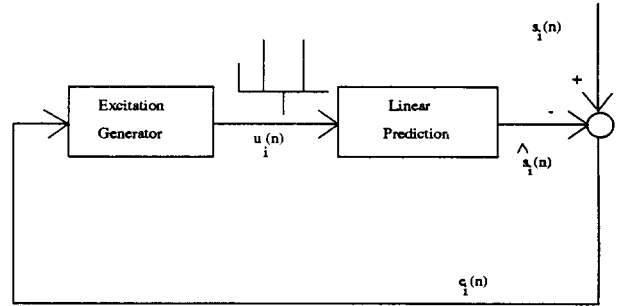 s_i(n)
+
Excitation
Generator
Linear
Prediction
-
u_i(n)
ŝ_i(n)
e_i(n)